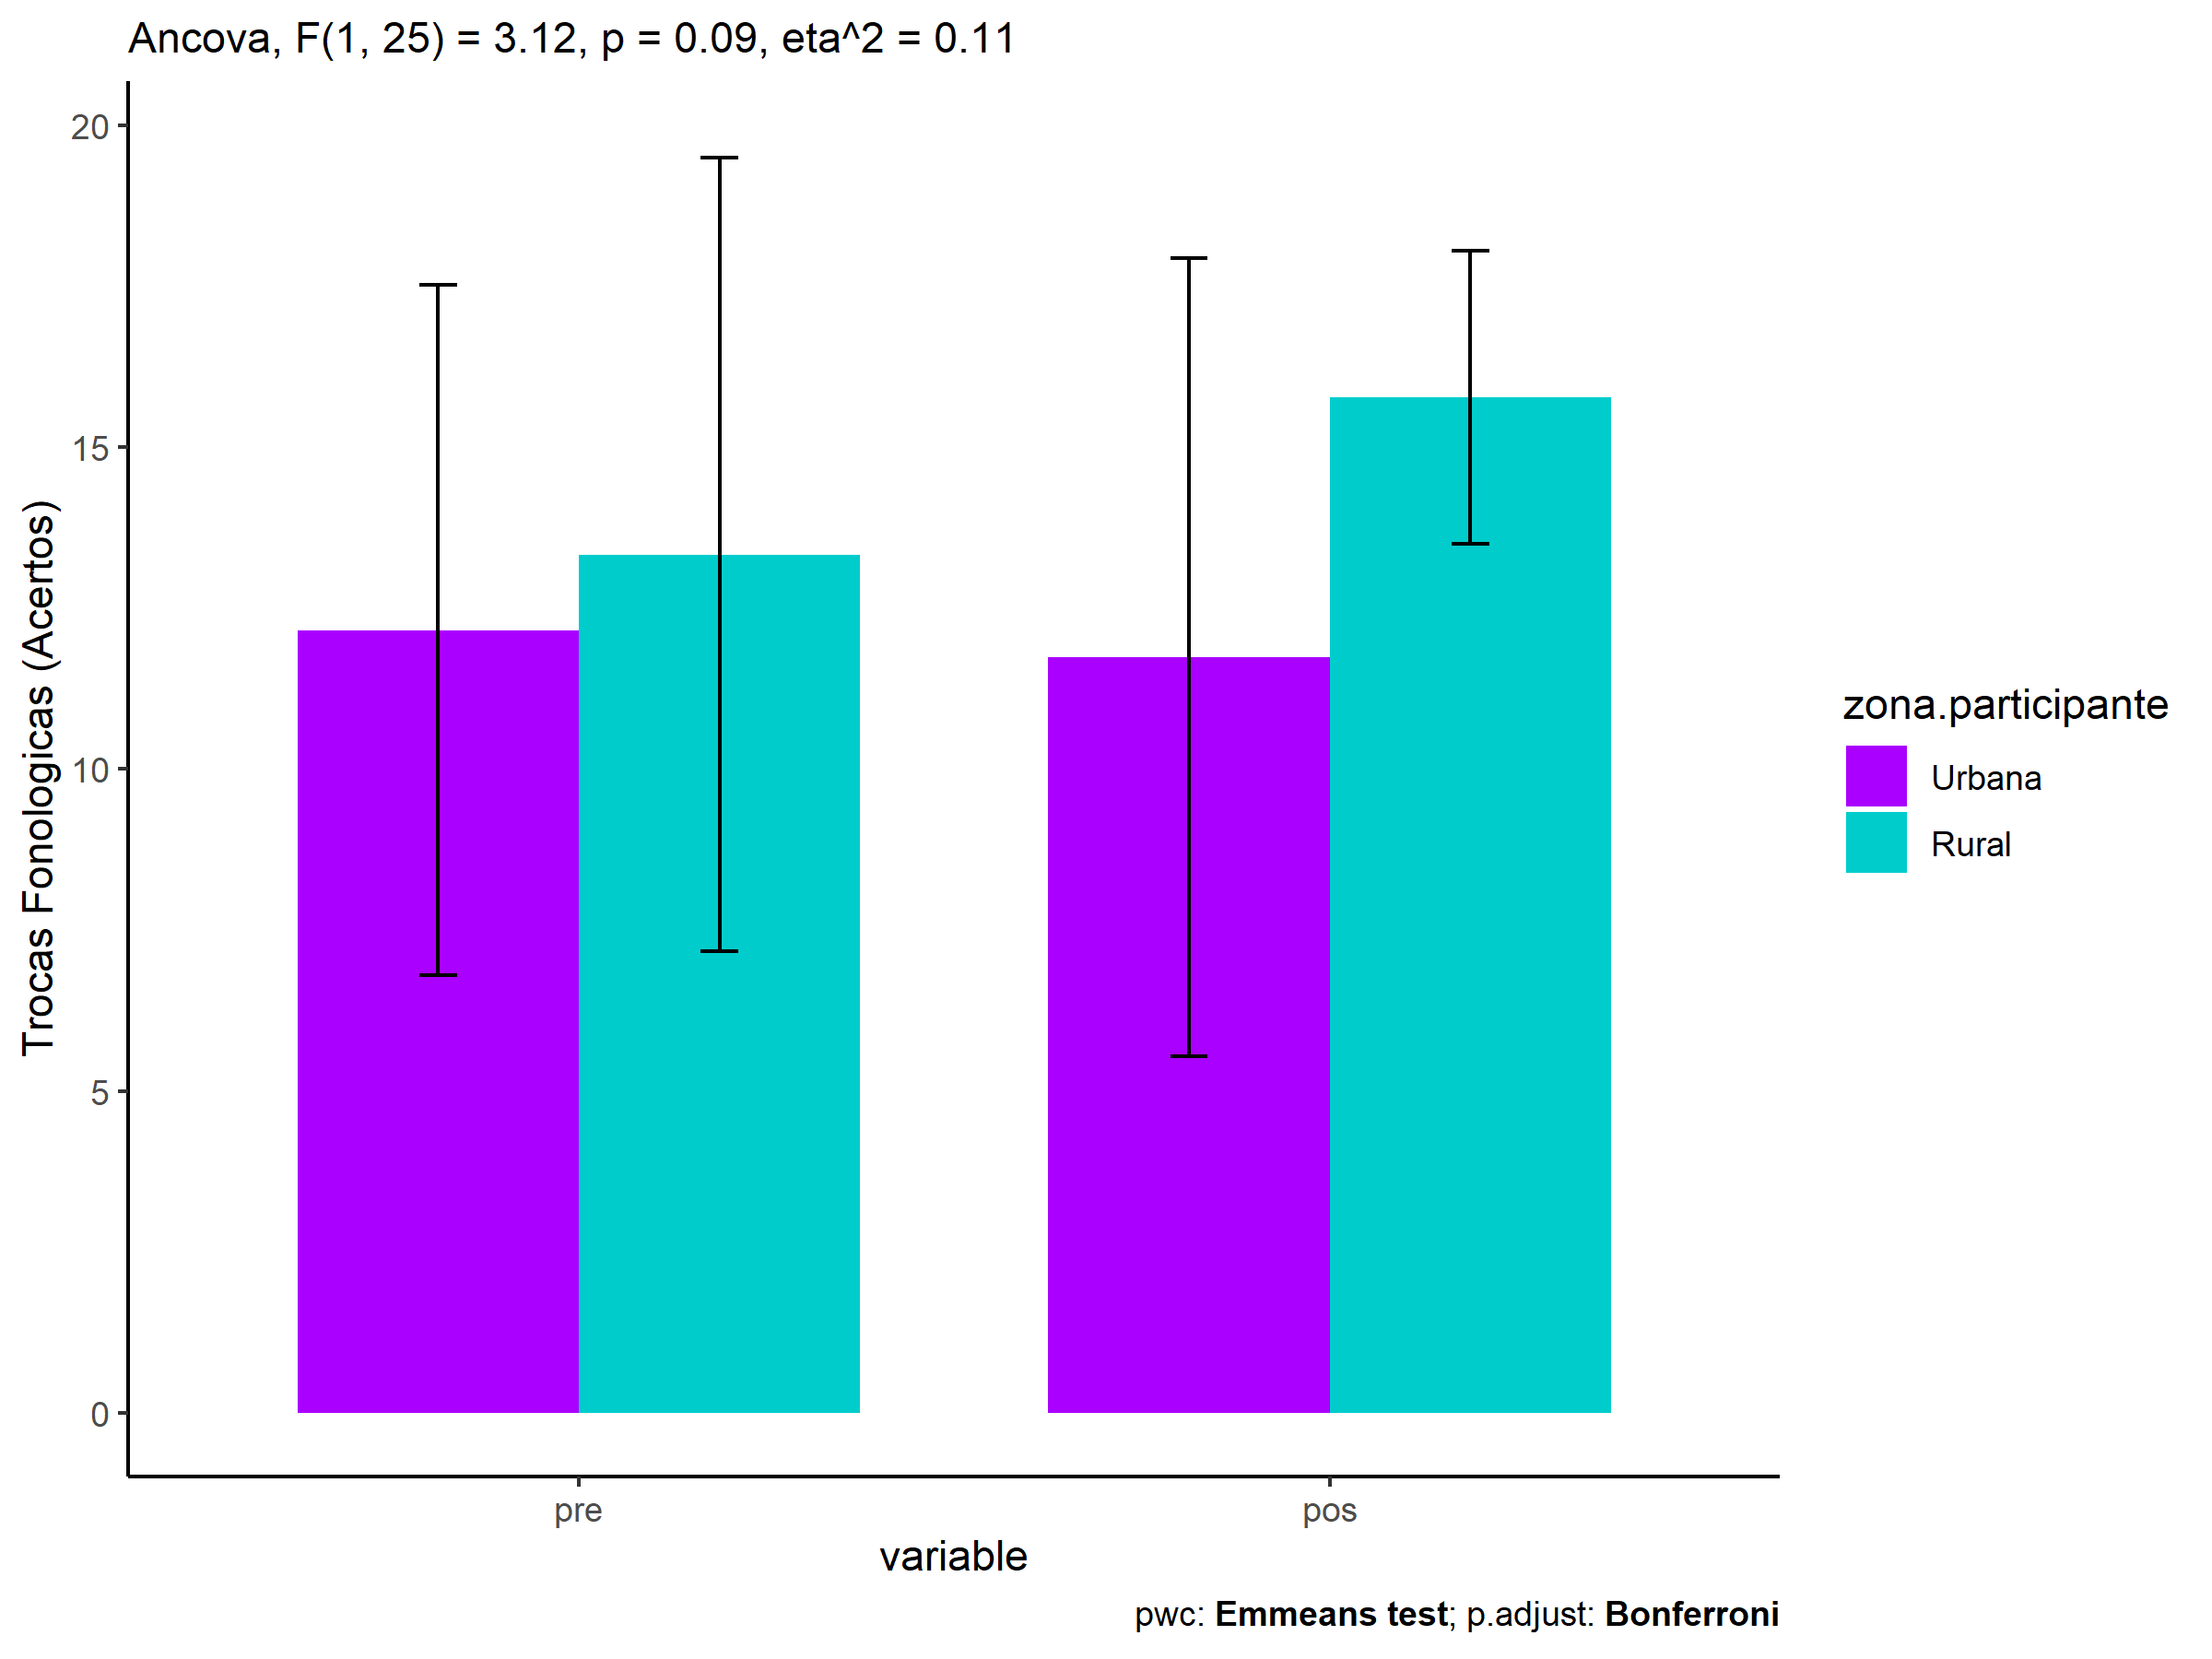 Ancova, F(1, 25) = 3.12, p = 0.09, eta^2 = 0.11
Trocas Fonologicas (Acertos)
20
15
10
5
0
pre
pos
variable
zona.participante
Urbana
Rural
pwc: Emmeans test; p.adjust: Bonferroni